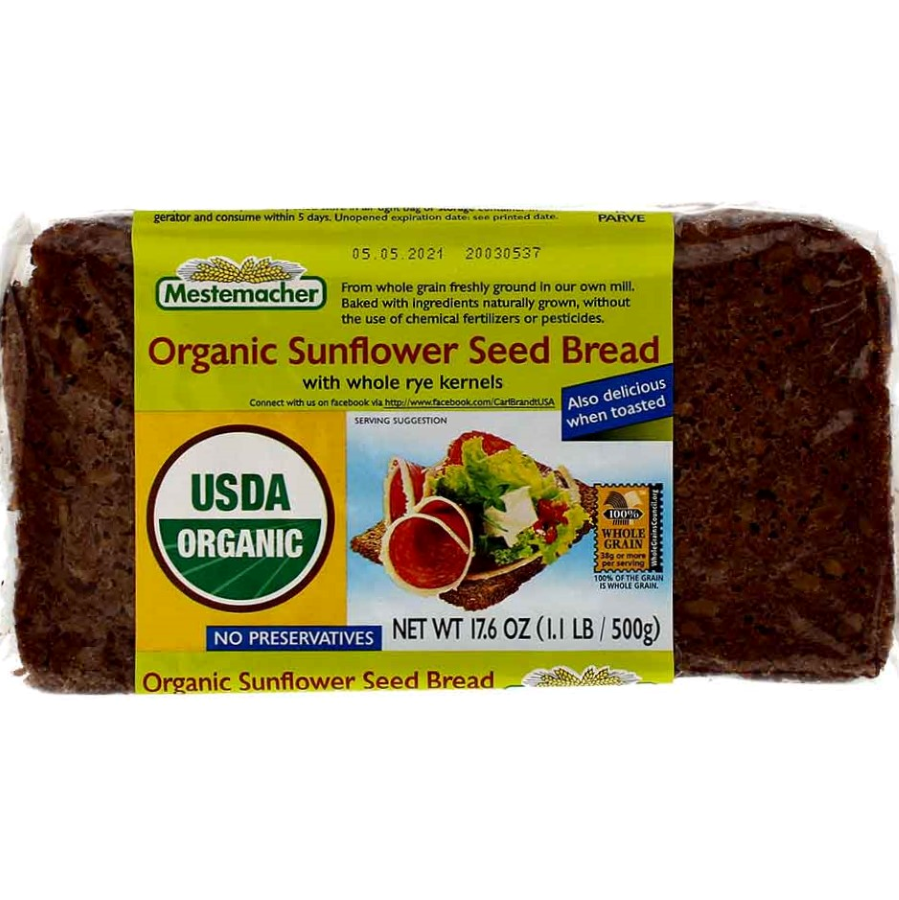 gerator and consume within 5 days. Unopened expiration date: see printed date.
PARVE
05.05.2021 20030537
Mestemacher
From whole grain freshly ground in our own mill.
Baked with ingredients naturally grown, without
the use of chemical fertilizers or pesticides.
Organic Sunflower Seed Bread
with whole rye kernels
Connect with us on facebook via http://www.facebook.com/CarlBrandtUSA
Also delicious
when toasted
SERVING SUGGESTION
USDA
ORGANIC
100%
WHOLE
GRAIN
38g or more
per serving
WholeGrainsCouncil.org
100% OF THE GRAIN
IS WHOLE GRAIN.
NO PRESERVATIVES
NET WT 17.6 OZ (1.1 LB / 500g)
Organic Sunflower Seed Bread